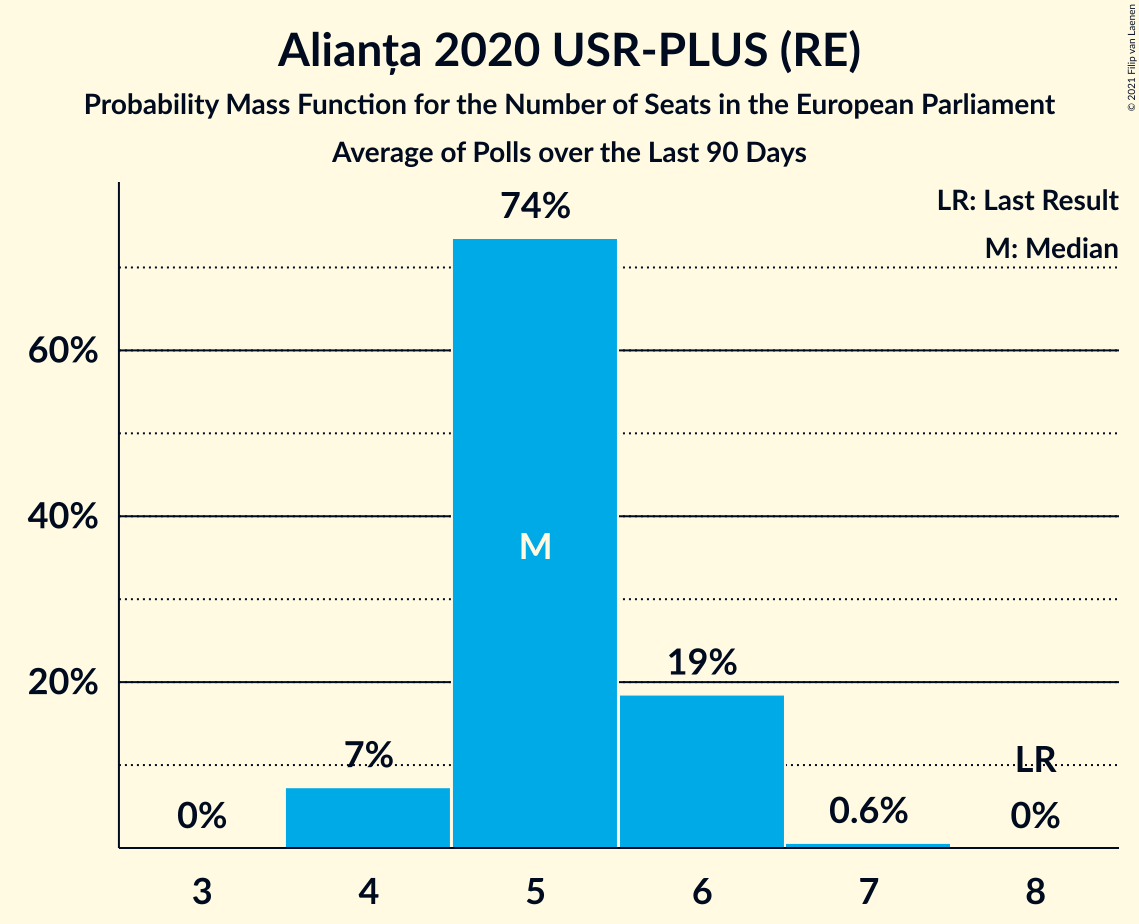 Alianța 2020 USR-PLUS (RE)
Probability Mass Function for the Number of Seats in the European Parliament
Average of Polls over the Last 90 Days
© 2021 Filip van Laenen
LR: Last Result
M: Median
74%
60%
40%
M
19%
20%
7%
LR
0%
0.6%
0%
3 4 5 6 7 8